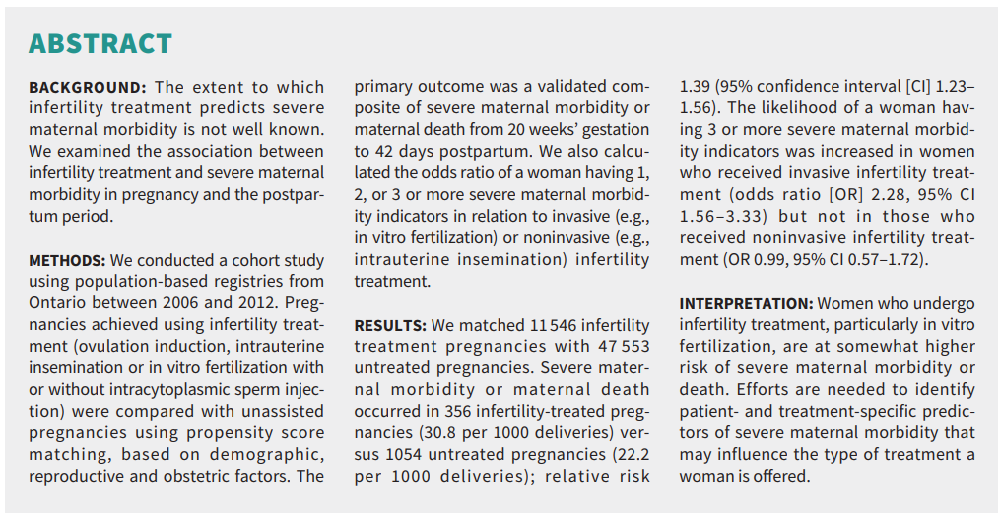 ABSTRACT
BACKGROUND: The extent to which
infertility treatment predicts severe
maternal morbidity is not well known.
We examined the association between
infertility treatment and severe maternal
morbidity in pregnancy and the postpar-
tum period.
METHODS: We conducted a cohort study
using population-based registries from
Ontario between 2006 and 2012. Preg-
nancies achieved using infertility treat-
ment (ovulation induction, intrauterine
insemination or in vitro fertilization with
or without intracytoplasmic sperm injec-
tion) were compared with unassisted
pregnancies using propensity score
matching, based on demographic,
reproductive and obstetric factors. The
primary outcome was a validated com-
posite of severe maternal morbidity or
maternal death from 20 weeks’ gestation
to 42 days postpartum. We also calcu-
lated the odds ratio of a woman having 1,
2, or 3 or more severe maternal morbid-
ity indicators in relation to invasive (e.g.,
in vitro fertilization) or noninvasive (e.g.,
intrauterine insemination) infertility
treatment.
RESULTS: We matched 11 546 infertility
treatment pregnancies with 47 553
untreated pregnancies. Severe mater-
nal morbidity or maternal death
occurred in 356 infertility-treated preg-
nancies (30.8 per 1000 deliveries) ver-
sus 1054 untreated pregnancies (22.2
per 1000 deliveries); relative risk
1.39 (95% confidence interval [CI] 1.23–
1.56). The likelihood of a woman hav-
ing 3 or more severe maternal morbid-
ity indicators was increased in women
who received invasive infertility treat-
ment (odds ratio [OR] 2.28, 95% CI
1.56–3.33) but not in those who
received noninvasive infertility treat-
ment (OR 0.99, 95% CI 0.57–1.72).
INTERPRETATION: Women who undergo
infertility treatment, particularly in vitro
fertilization, are at somewhat higher
risk of severe maternal morbidity or
death. Efforts are needed to identify
patient- and treatment-specific predic-
tors of severe maternal morbidity that
may influence the type of treatment a
woman is offered.